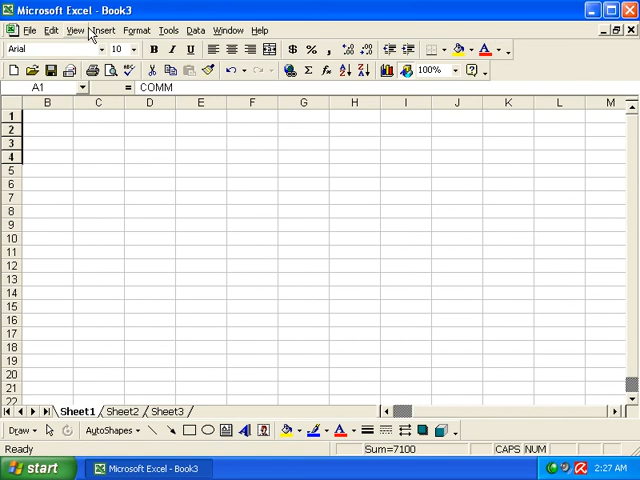 Microsoft Excel - Book3
File Edit View Insert Format Tools Data Window Help
Arial 10 B I U $ % , 
Σ 100% ?
A1 = COMM
B C D E F G H I J K L M
1
2
3
4
5
6
7
8
9
10
11
12
13
14
15
16
17
18
19
20
21
22
Sheet1 Sheet2 Sheet3
Draw AutoShapes A A
Ready Sum=7100 CAPS NUM
start Microsoft Excel - Book3 2:27 AM